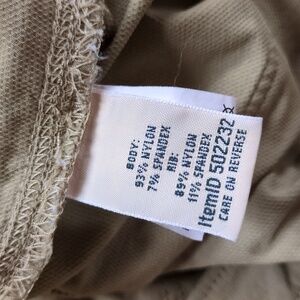 BODY:
93% NYLON
7% SPANDEX
RIB:
89% NYLON
11% SPANDEX
ItemID 502232
CARE ON REVERSE